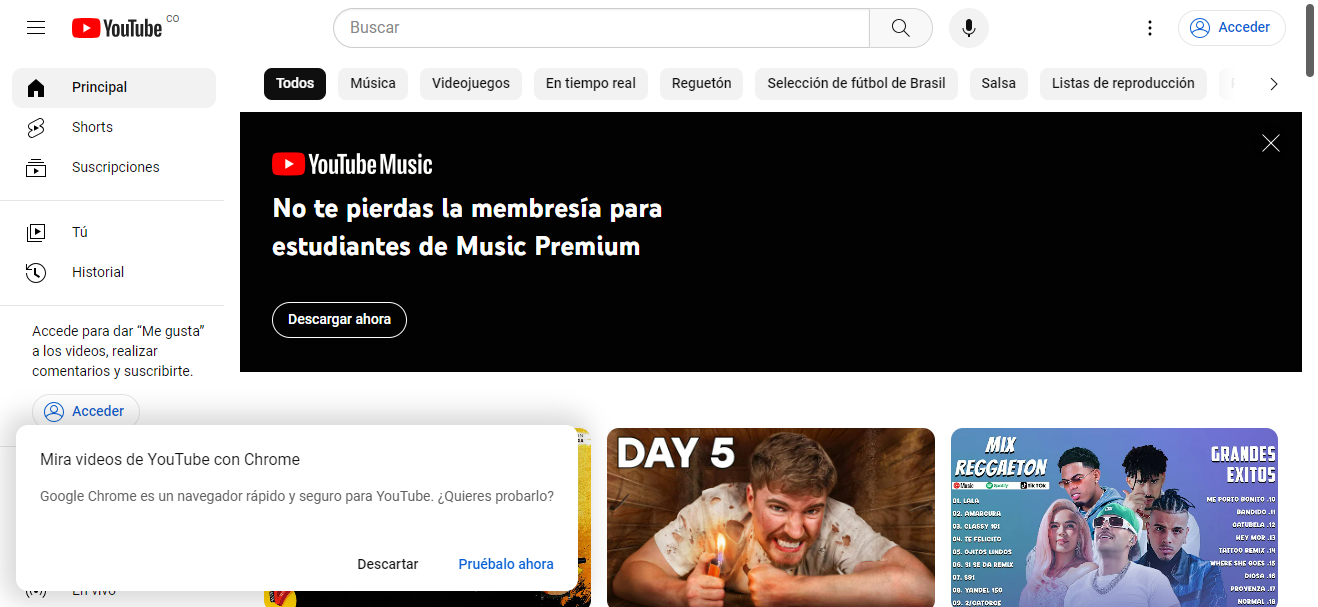 YouTube CO
Buscar
Acceder
Principal
Shorts
Suscripciones
Tú
Historial
Accede para dar “Me gusta”
a los videos, realizar
comentarios y suscribirte.
Acceder
Todos
Música
Videojuegos
En tiempo real
Reguetón
Selección de fútbol de Brasil
Salsa
Listas de reproducción
YouTube Music
No te pierdas la membresía para
estudiantes de Music Premium
Descargar ahora
Mira videos de YouTube con Chrome
Google Chrome es un navegador rápido y seguro para YouTube. ¿Quieres probarlo?
Descartar
Pruébalo ahora
En vivo
DAY 5
MIX
REGGAETON
Music
Spotify
TIKTOK
01. LALA
02. AMARGURA
03. CLASSY 101
04. TE FELICITO
05. OJITOS LINDOS
06. SI SE DA REMIX
07. S91
08. YANDEL 150
09. X/CATORCE
GRANDES
EXITOS
ME PORTO BONITO .10
BANDIDO .11
GATUBELA .12
HEY MOR .13
TATTOO REMIX .14
WHERE SHE GOES .15
DIOSA .16
PROVENZA .17
NORMAL .18